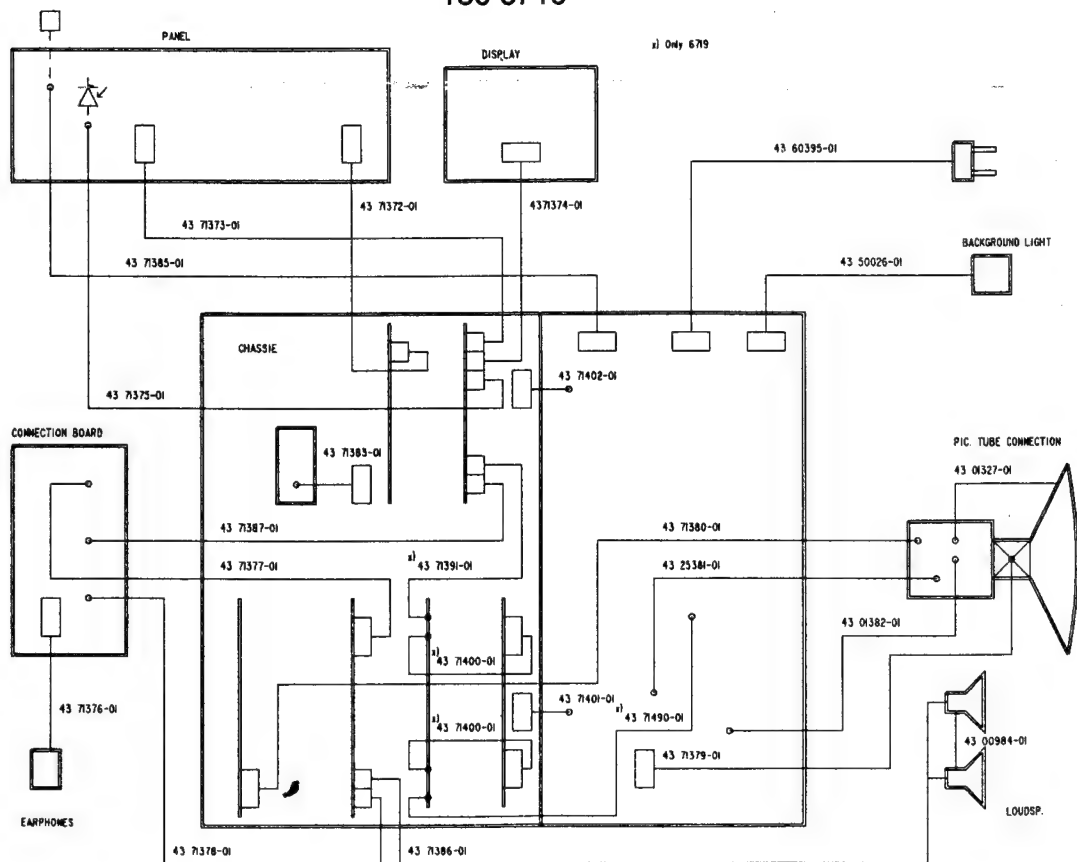 PANEL
DISPLAY
x) Only 6719
43 60395-01
43 71372-01
4371374-01
43 71373-01
BACKGROUND LIGHT
43 71385-01
43 50026-01
CHASSIE
43 71402-01
43 71375-01
CONNECTION BOARD
PIC. TUBE CONNECTION
43 71383-01
43 01327-01
43 71387-01
43 71380-01
x)
43 71377-01
43 71391-01
43 25381-01
43 01382-01
x)
43 71400-01
43 71401-01
43 71376-01
x)
43 71400-01
x)
43 71490-01
43 00984-01
43 71379-01
EARPHONES
LOUDSP.
43 71378-01
43 71386-01